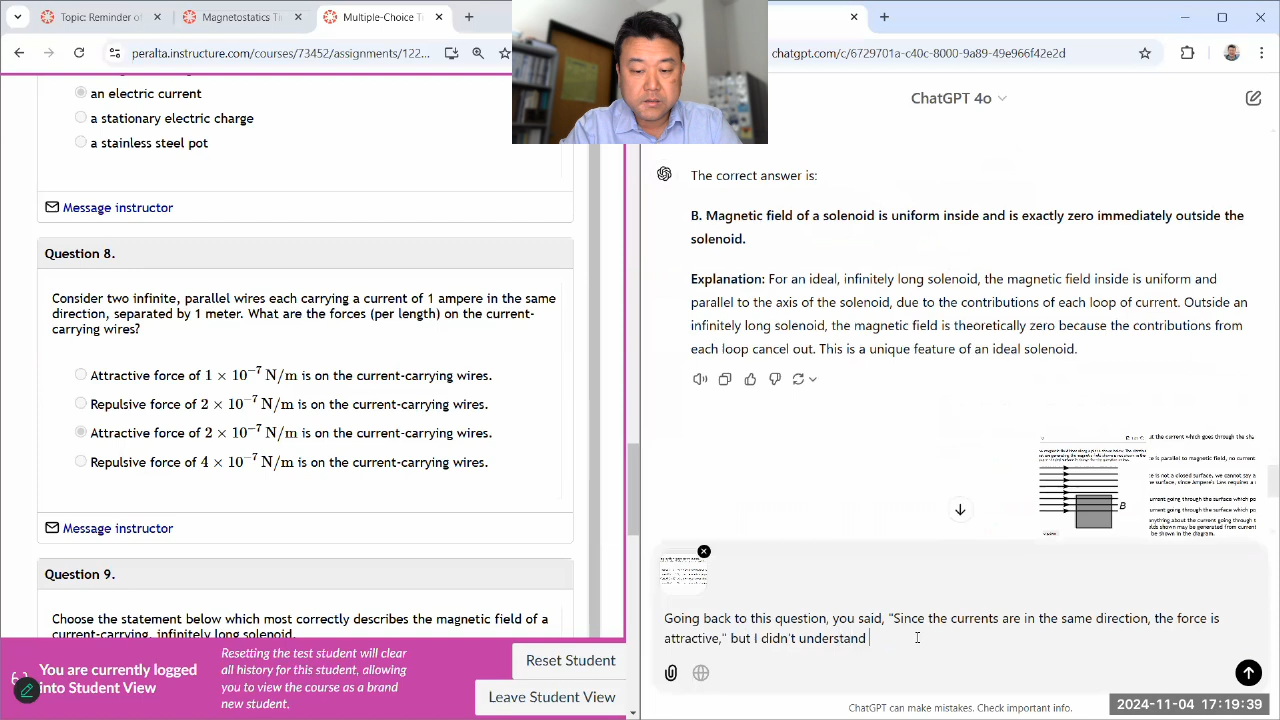 Topic Reminder of
Magnetostatics Topic
Multiple-Choice Te
peralta.instructure.com/courses/73452/assignments/122...
chatgpt.com/c/6729701a-c40c-8000-9a89-49e966f42e2d
ChatGPT 4o
an electric current
a stationary electric charge
a stainless steel pot
Message instructor
Question 8.
Consider two infinite, parallel wires each carrying a current of 1 ampere in the same
direction, separated by 1 meter. What are the forces (per length) on the current-
carrying wires?
Attractive force of 1 × 10⁻⁷ N/m is on the current-carrying wires.
Repulsive force of 2 × 10⁻⁷ N/m is on the current-carrying wires.
Attractive force of 2 × 10⁻⁷ N/m is on the current-carrying wires.
Repulsive force of 4 × 10⁻⁷ N/m is on the current-carrying wires.
Message instructor
Question 9.
Choose the statement below which most correctly describes the magnetic field of a
current-carrying, infinitely long solenoid.
You are currently logged
into Student View
Resetting the test student will clear
all history for this student, allowing
you to view the course as a brand
new student.
Reset Student
Leave Student View
The correct answer is:
B. Magnetic field of a solenoid is uniform inside and is exactly zero immediately outside the
solenoid.
Explanation: For an ideal, infinitely long solenoid, the magnetic field inside is uniform and
parallel to the axis of the solenoid, due to the contributions of each loop of current. Outside an
infinitely long solenoid, the magnetic field is theoretically zero because the contributions from
each loop cancel out. This is a unique feature of an ideal solenoid.
B
Going back to this question, you said, "Since the currents are in the same direction, the force is
attractive," but I didn't understand
ChatGPT can make mistakes. Check important info.
2024-11-04 17:19:39